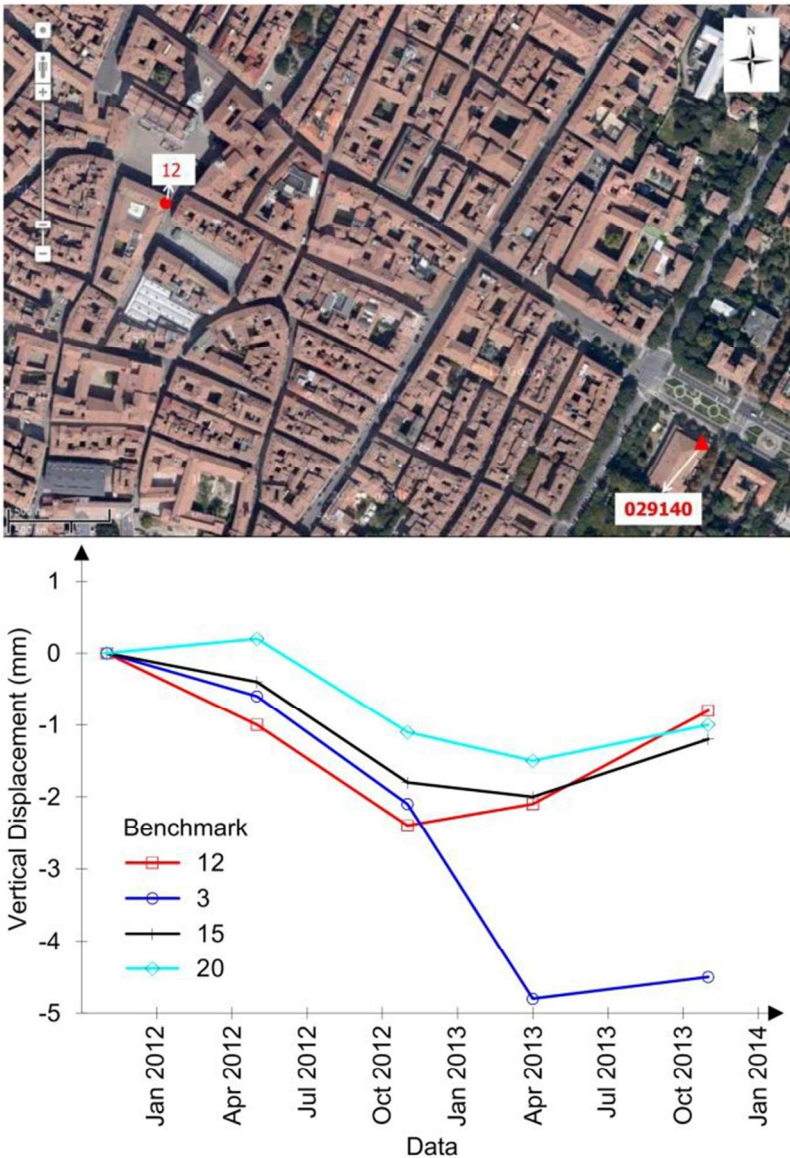 N
12
029140
1
0
-1
-2
-3
-4
-5
Vertical Displacement (mm)
Benchmark
12
3
15
20
Jan 2012
Apr 2012
Jul 2012
Oct 2012
Jan 2013
Apr 2013
Jul 2013
Oct 2013
Jan 2014
Data